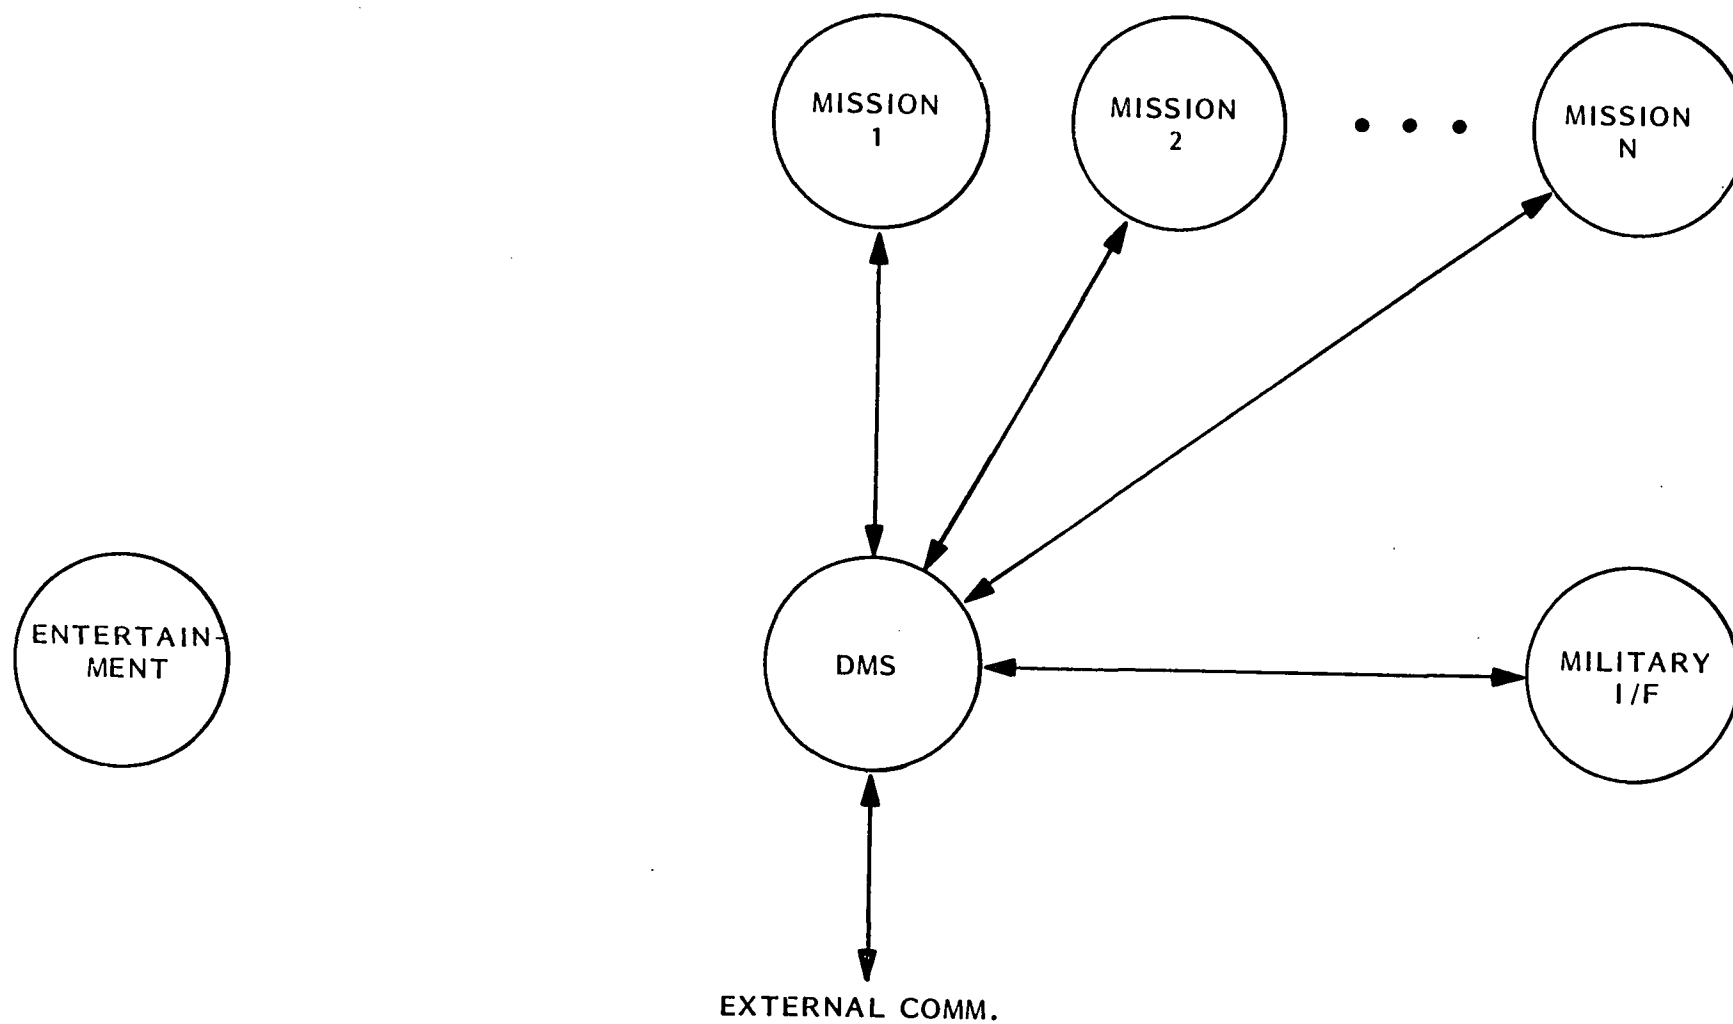 MISSION
1
MISSION
2
MISSION
N
ENTERTAIN-
MENT
DMS
MILITARY
I/F
EXTERNAL COMM.